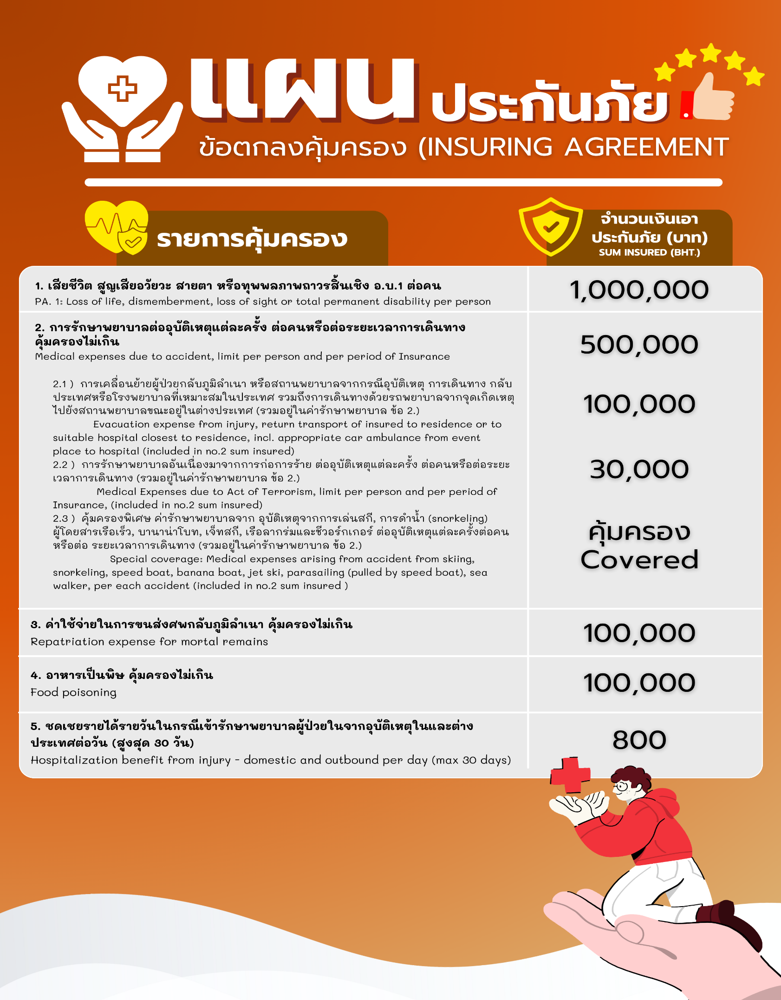 แผน ประกันภัย
ข้อตกลงคุ้มครอง (INSURING AGREEMENT
รายการคุ้มครอง
จำนวนเงินเอา
ประกันภัย (บาท)
SUM INSURED (BHT.)
1. เสียชีวิต สูญเสียอวัยวะ สายตา หรือทุพพลภาพถาวรสิ้นเชิง อ.บ.1 ต่อคน
PA. 1: Loss of life, dismemberment, loss of sight or total permanent disability per person
1,000,000
2. การรักษาพยาบาลต่ออุบัติเหตุแต่ละครั้ง ต่อคนหรือต่อระยะเวลาการเดินทาง
คุ้มครองไม่เกิน
Medical expenses due to accident, limit per person and per period of Insurance
500,000
2.1 ) การเคลื่อนย้ายผู้ป่วยกลับภูมิลำเนา หรือสถานพยาบาลจากกรณีอุบัติเหตุ การเดินทาง กลับ
ประเทศหรือโรงพยาบาลที่เหมาะสมในประเทศ รวมถึงการเดินทางด้วยรถพยาบาลจากจุดเกิดเหตุ
ไปยังสถานพยาบาลขณะอยู่ในต่างประเทศ (รวมอยู่ในค่ารักษาพยาบาล ข้อ 2.)
Evacuation expense from injury, return transport of insured to residence or to
suitable hospital closest to residence, incl. appropriate car ambulance from event
place to hospital (included in no.2 sum insured)
100,000
2.2 ) การรักษาพยาบาลอันเนื่องมาจากการก่อการร้าย ต่ออุบัติเหตุแต่ละครั้ง ต่อคนหรือต่อระยะ
เวลาการเดินทาง (รวมอยู่ในค่ารักษาพยาบาล ข้อ 2.)
Medical Expenses due to Act of Terrorism, limit per person and per period of
Insurance, (included in no.2 sum insured)
30,000
2.3 ) คุ้มครองพิเศษ ค่ารักษาพยาบาลจาก อุบัติเหตุจากการเล่นสกี, การดำน้ำ (snorkeling)
ผู้โดยสารเรือเร็ว, บานาน่าโบท, เจ็ทสกี, เรือลากร่มและซีวอร์กเกอร์ ต่ออุบัติเหตุแต่ละครั้งต่อคน
หรือต่อ ระยะเวลาการเดินทาง (รวมอยู่ในค่ารักษาพยาบาล ข้อ 2.)
Special coverage: Medical expenses arising from accident from skiing,
snorkeling, speed boat, banana boat, jet ski, parasailing (pulled by speed boat), sea
walker, per each accident (included in no.2 sum insured )
คุ้มครอง
Covered
3. ค่าใช้จ่ายในการขนส่งศพกลับภูมิลำเนา คุ้มครองไม่เกิน
Repatriation expense for mortal remains
100,000
4. อาหารเป็นพิษ คุ้มครองไม่เกิน
Food poisoning
100,000
5. ชดเชยรายได้รายวันในกรณีเข้ารักษาพยาบาลผู้ป่วยในจากอุบัติเหตุในและต่าง
ประเทศต่อวัน (สูงสุด 30 วัน)
Hospitalization benefit from injury - domestic and outbound per day (max 30 days)
800